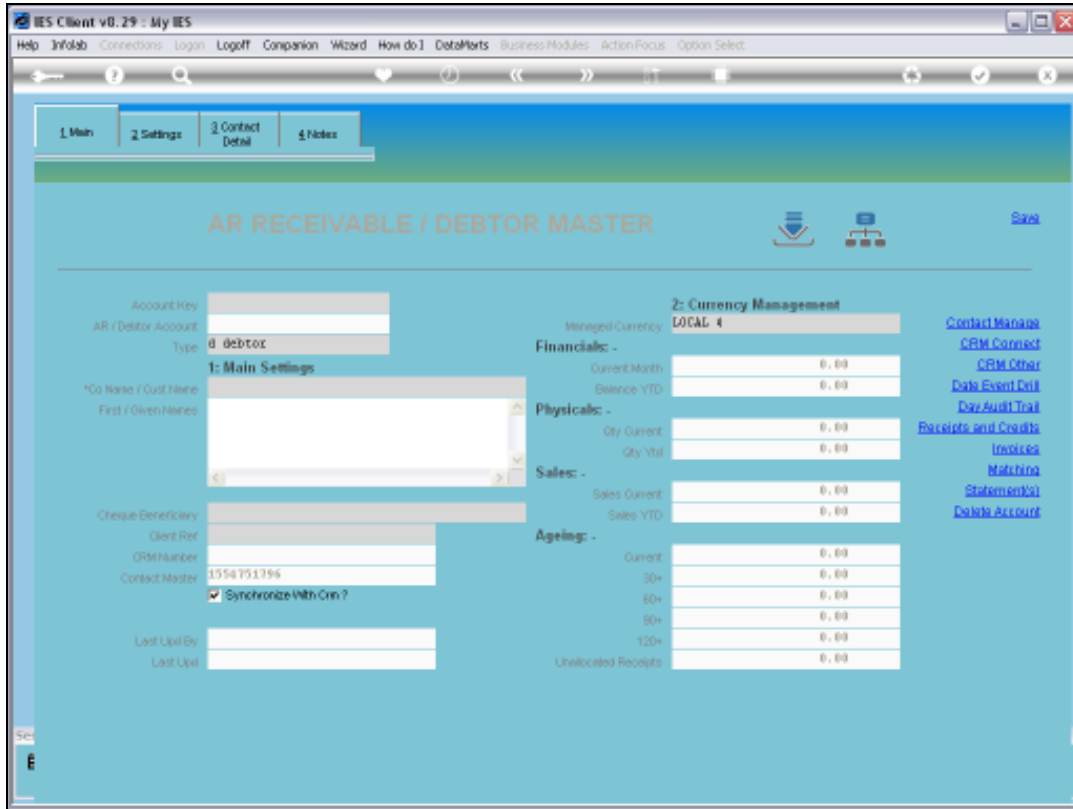 IES Client v8.29 : My IES
Help Infolab Connections Logon Logoff Companion Wizard How do I DataMarts Business Modules Action Focus Option Select
1 Main
2 Settings
3 Contact Detail
4 Notes
AR RECEIVABLE / DEBTOR MASTER
Save
Account Key
AR / Debtor Account
Type
1: Main Settings
*Co Name / Cust Name
First / Given Names
Cheque Beneficiary
Client Ref
CRM Number
Contact Master
Synchronize With Crm ?
Last Upd By
Last Upd
2: Currency Management
Managed Currency LOCAL
Financials: -
Current Month 0.00
Balance YTD 0.00
Physicals: -
Qty Current 0.00
Qty Ytd 0.00
Sales: -
Sales Current 0.00
Sales YTD 0.00
Ageing: -
Current 0.00
30+ 0.00
60+ 0.00
90+ 0.00
120+ 0.00
Unallocated Receipts 0.00
Contact Manage
CRM Connect
CRM Other
Date Event Drill
Day Audit Trail
Receipts and Credits
Invoices
Matching
Statement(s)
Delete Account